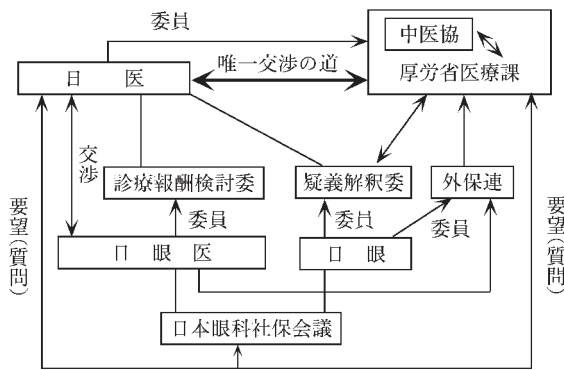 委員
中医協
唯一交渉の道
厚労省医療課
日 医
交渉
診療報酬検討委
疑義解釈委
外保連
要望(質問)
委員
委員
委員
要望(質問)
日 眼 医
日 眼
日本眼科社保会議